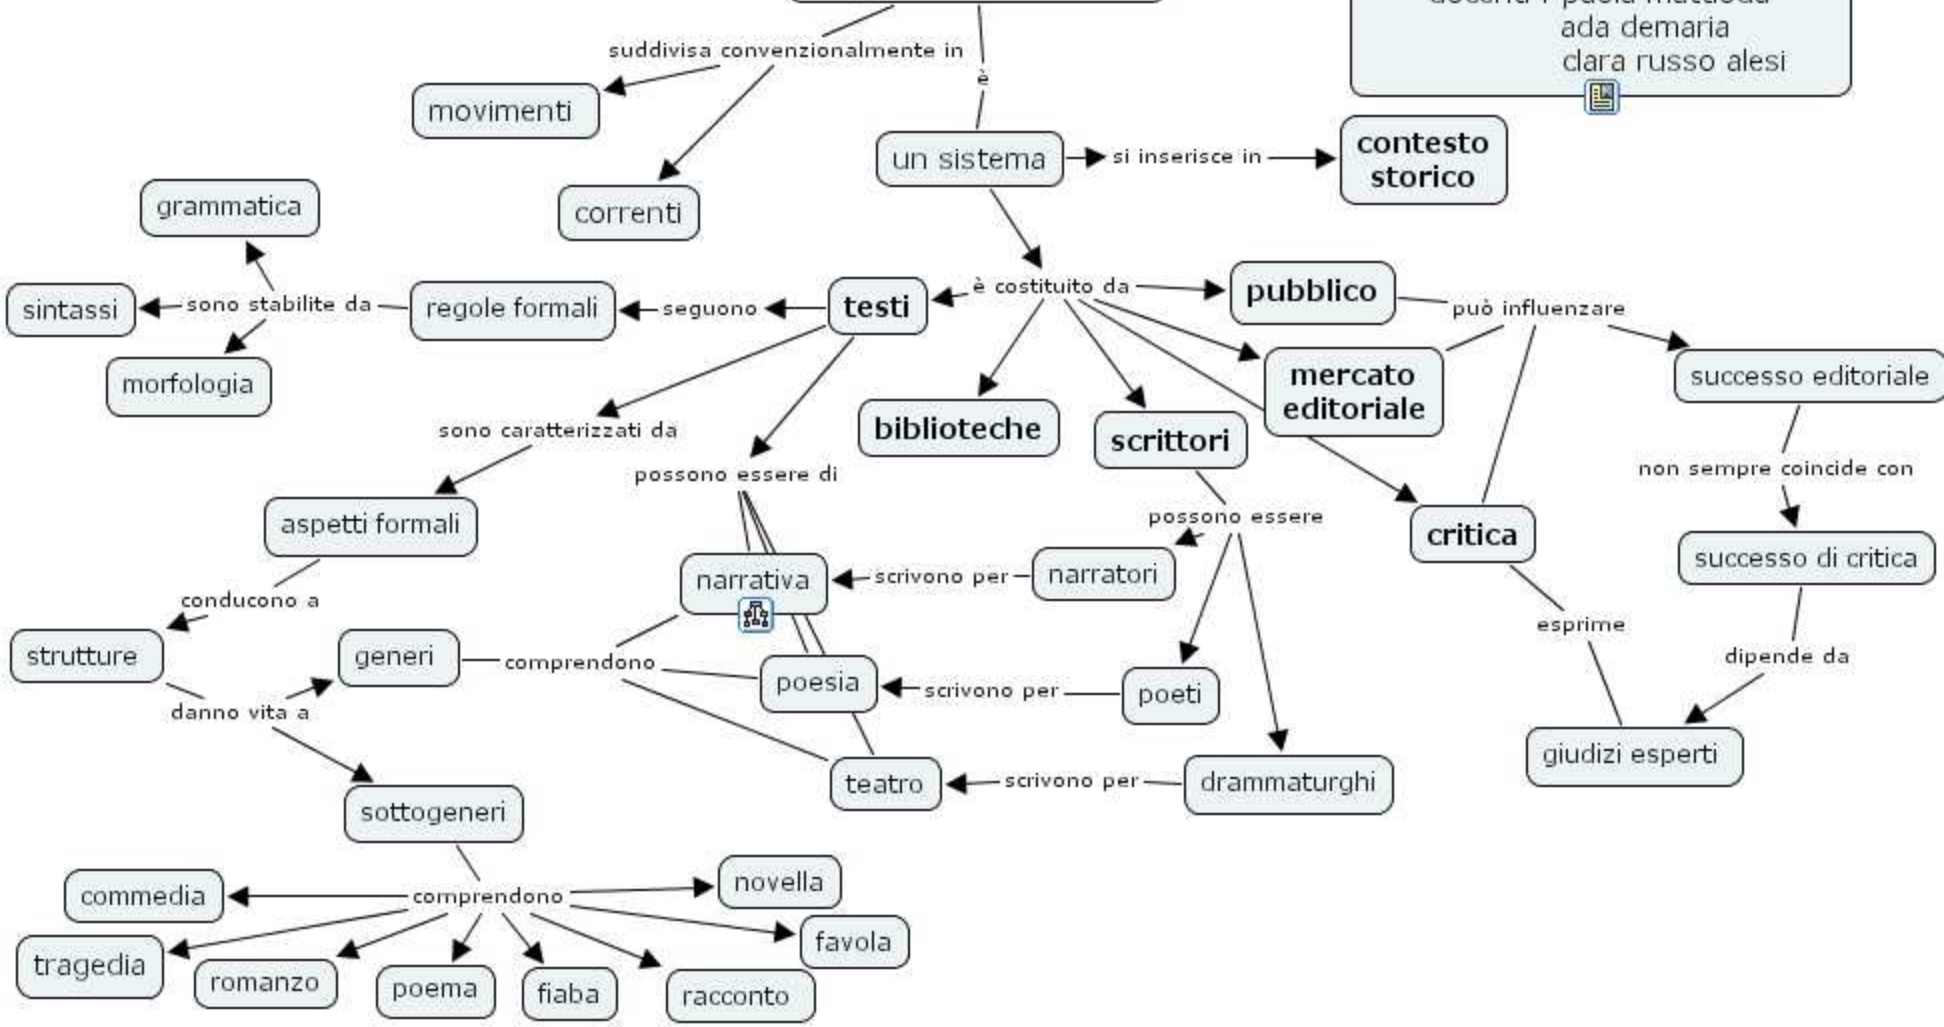 docenti : paola mattioda
ada demaria
clara russo alesi
suddivisa convenzionalmente in
è
movimenti
un sistema
si inserisce in
contesto
storico
correnti
grammatica
sintassi
sono stabilite da
regole formali
seguono
testi
è costituito da
pubblico
può influenzare
morfologia
mercato
editoriale
successo editoriale
sono caratterizzati da
biblioteche
scrittori
possono essere di
non sempre coincide con
aspetti formali
possono essere
critica
successo di critica
narrativa
scrivono per
narratori
conducono a
esprime
strutture
generi
comprendono
dipende da
poesia
scrivono per
poeti
danno vita a
giudizi esperti
teatro
scrivono per
drammaturghi
sottogeneri
commedia
comprendono
novella
favola
tragedia
romanzo
poema
fiaba
racconto